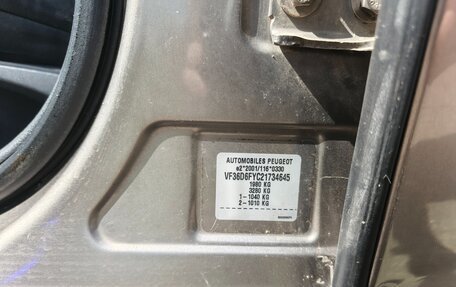 AUTOMOBILES PEUGEOT
e2*2001/116*0330
VF36D6FYC21734645
1980 KG
3280 KG
1-1040 KG
2-1010 KG